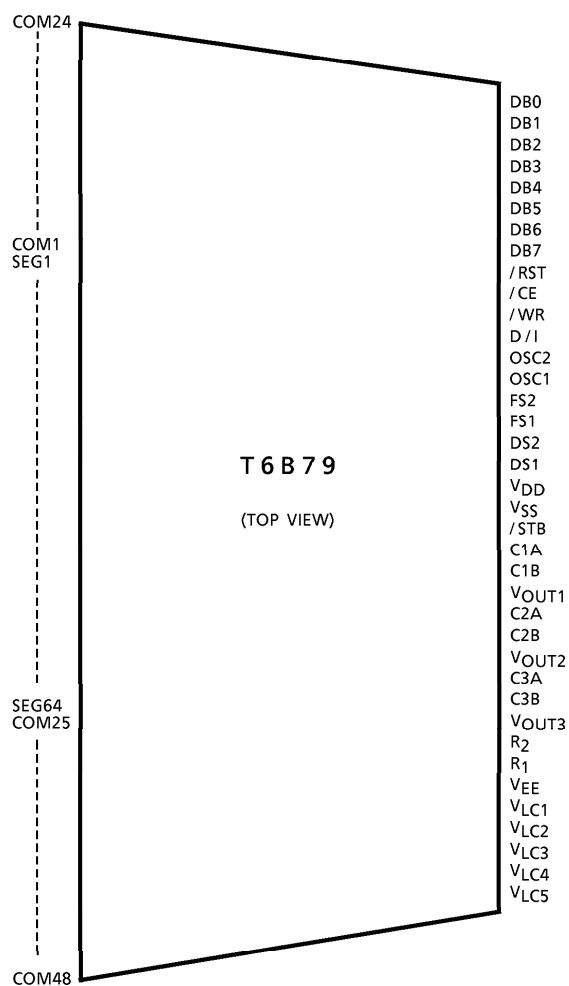 COM24
COM1
SEG1
SEG64
COM25
COM48
T6B79
(TOP VIEW)
DB0
DB1
DB2
DB3
DB4
DB5
DB6
DB7
/RST
/CE
/WR
D/I
OSC2
OSC1
FS2
FS1
DS2
DS1
VDD
VSS
/STB
C1A
C1B
VOUT1
C2A
C2B
VOUT2
C3A
C3B
VOUT3
R2
R1
VEE
VLC1
VLC2
VLC3
VLC4
VLC5